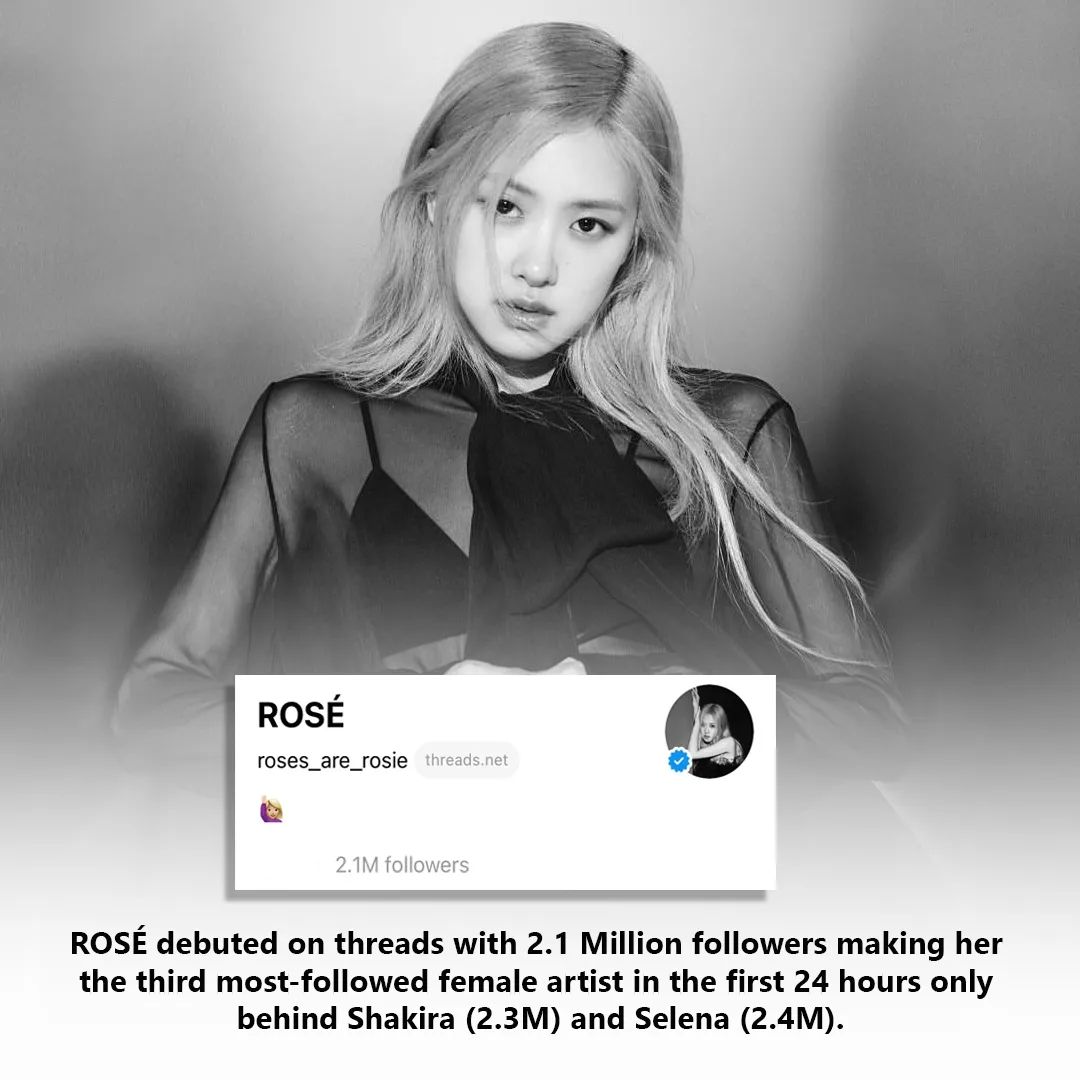 ROSÉ
roses_are_rosie threads.net
🙋🏼‍♀️
2.1M followers
ROSÉ debuted on threads with 2.1 Million followers making her
the third most-followed female artist in the first 24 hours only
behind Shakira (2.3M) and Selena (2.4M).